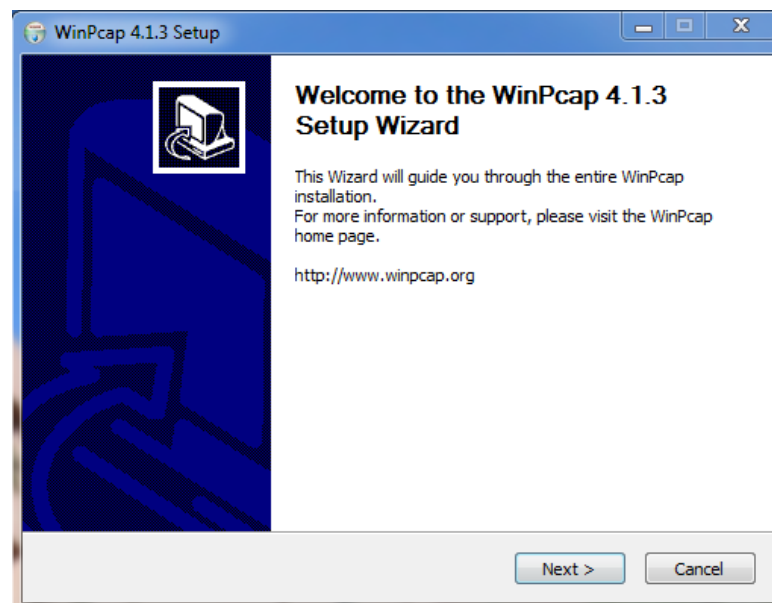 WinPcap 4.1.3 Setup
Welcome to the WinPcap 4.1.3
Setup Wizard
This Wizard will guide you through the entire WinPcap
installation.
For more information or support, please visit the WinPcap
home page.
http://www.winpcap.org
Next >
Cancel